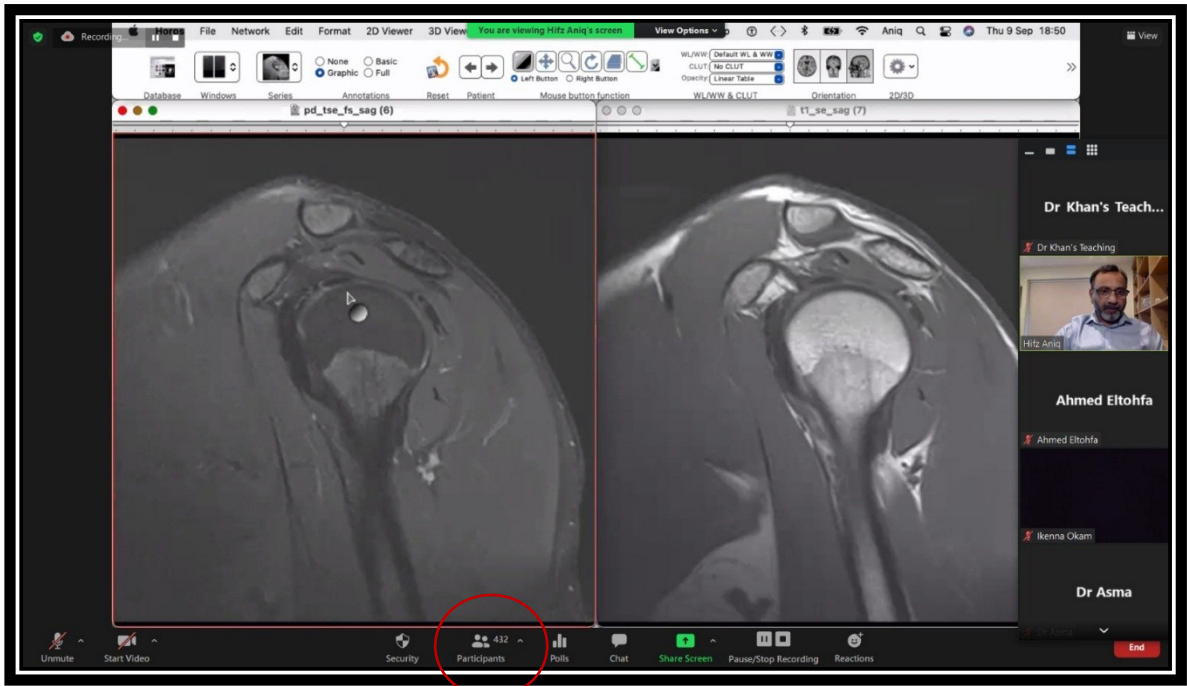 Recording...
Horos File Network Edit Format 2D Viewer 3D View
You are viewing Hifz Aniq's screen
View Options
Aniq
Thu 9 Sep 18:50
View
None Basic
Graphic Full
Left Button Right Button
WL/WW: Default WL & WW
CLUT: No CLUT
Opacity: Linear Table
Database Windows Series Annotations Reset Patient Mouse button function WL/WW & CLUT Orientation 2D/3D
pd_tse_fs_sag (6)
t1_se_sag (7)
Dr Khan's Teach...
Dr Khan's Teaching
Hifz Aniq
Ahmed Eltohfa
Ahmed Eltohfa
Ikenna Okam
Dr Asma
Dr Asma
432
Unmute Start Video Security Participants Polls Chat Share Screen Pause/Stop Recording Reactions End